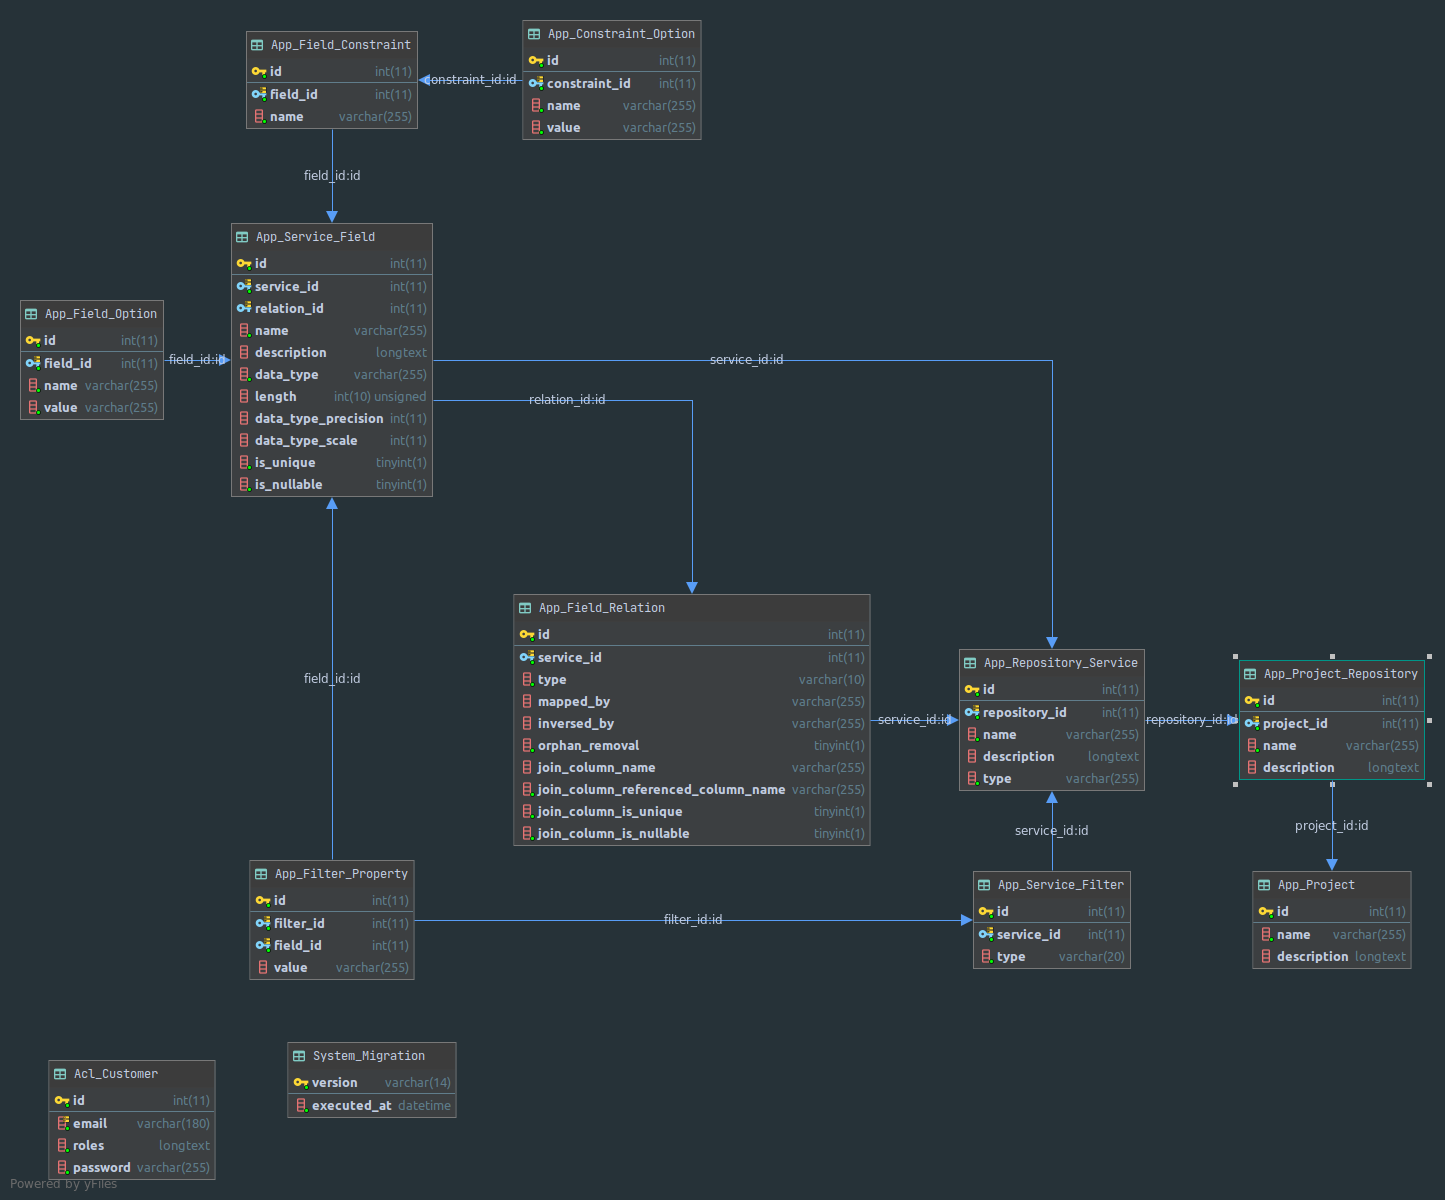 App_Field_Constraint
id int(11)
field_id int(11)
name varchar(255)
App_Constraint_Option
id int(11)
constraint_id int(11)
name varchar(255)
value varchar(255)
constraint_id:id
field_id:id
App_Service_Field
id int(11)
service_id int(11)
relation_id int(11)
name varchar(255)
description longtext
data_type varchar(255)
length int(10) unsigned
data_type_precision int(11)
data_type_scale int(11)
is_unique tinyint(1)
is_nullable tinyint(1)
App_Field_Option
id int(11)
field_id int(11)
name varchar(255)
value varchar(255)
field_id:id
service_id:id
relation_id:id
field_id:id
App_Field_Relation
id int(11)
service_id int(11)
type varchar(10)
mapped_by varchar(255)
inversed_by varchar(255)
orphan_removal tinyint(1)
join_column_name varchar(255)
join_column_referenced_column_name varchar(255)
join_column_is_unique tinyint(1)
join_column_is_nullable tinyint(1)
service_id:id
App_Repository_Service
id int(11)
repository_id int(11)
name varchar(255)
description longtext
type varchar(255)
repository_id:id
App_Project_Repository
id int(11)
project_id int(11)
name varchar(255)
description longtext
service_id:id
project_id:id
App_Filter_Property
id int(11)
filter_id int(11)
field_id int(11)
value varchar(255)
filter_id:id
App_Service_Filter
id int(11)
service_id int(11)
type varchar(20)
App_Project
id int(11)
name varchar(255)
description longtext
Acl_Customer
id int(11)
email varchar(180)
roles longtext
password varchar(255)
System_Migration
version varchar(14)
executed_at datetime
Powered by yFiles